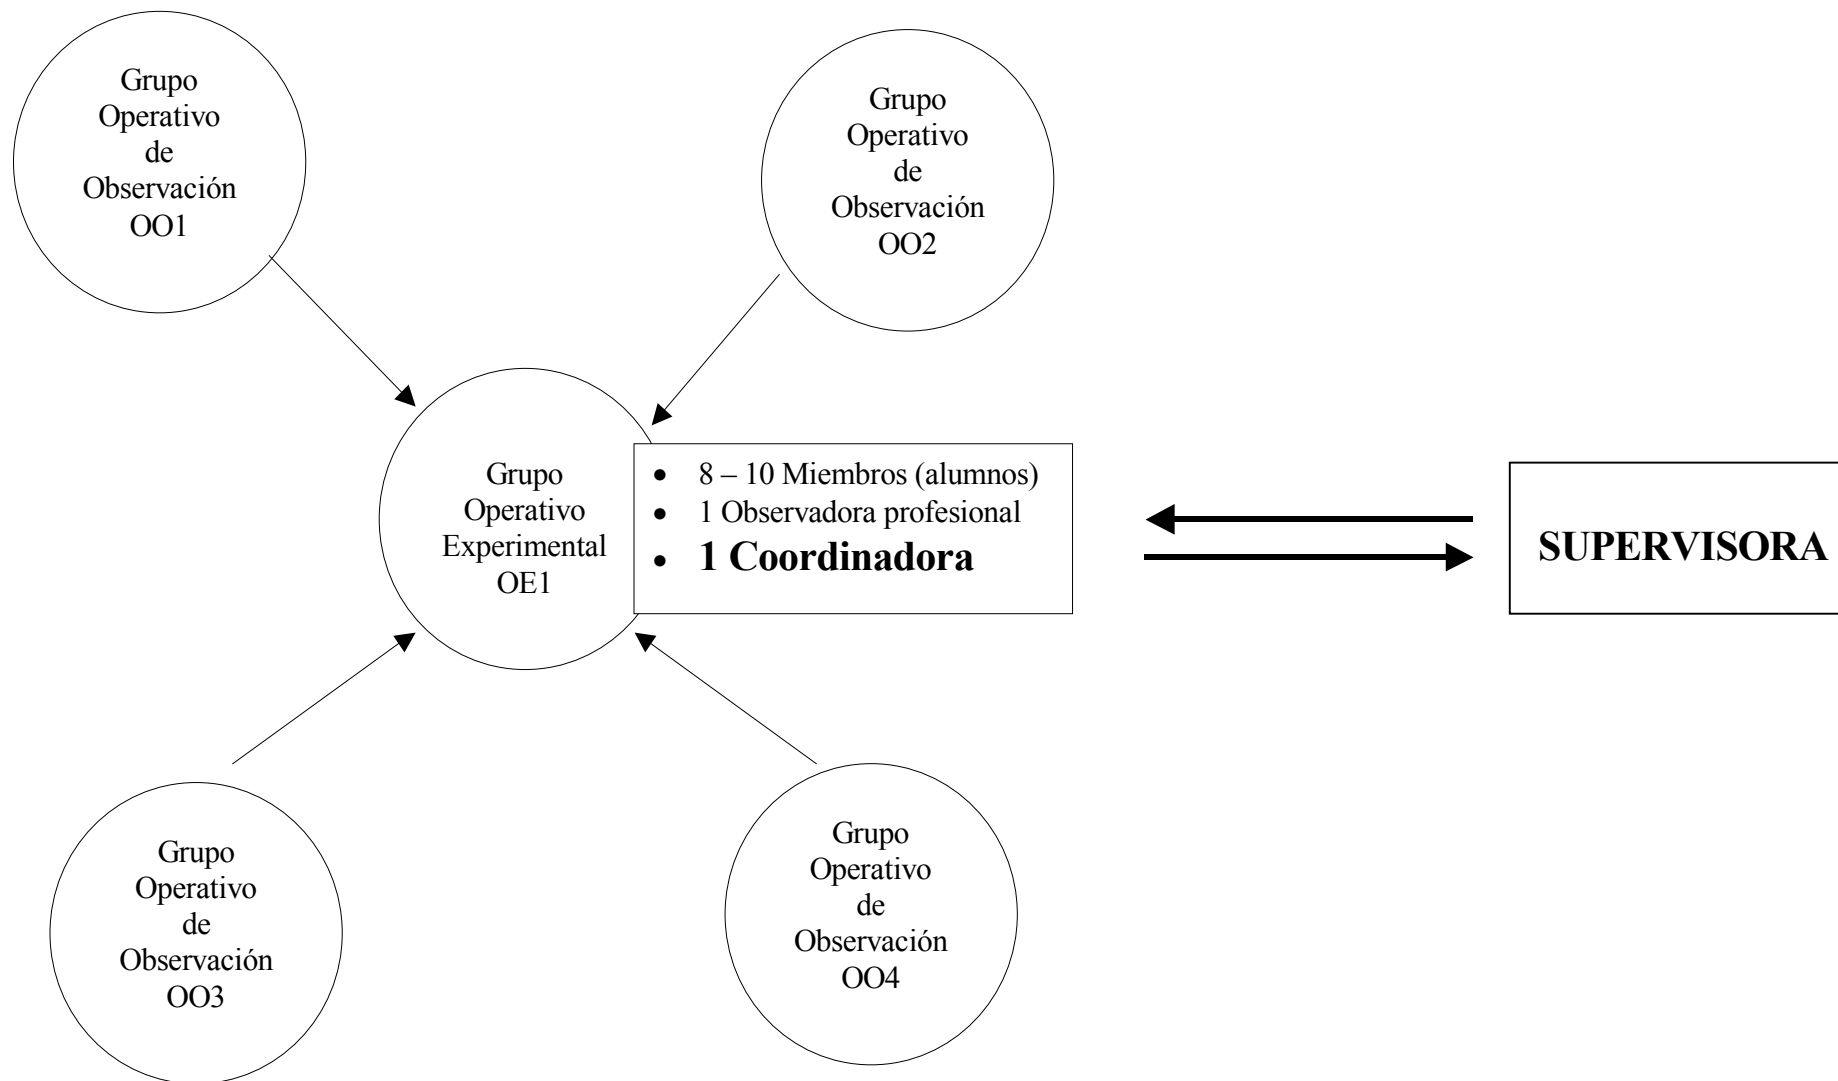 Grupo
Operativo
de
Observación
OO1
Grupo
Operativo
de
Observación
OO2
Grupo
Operativo
Experimental
OE1
• 8 – 10 Miembros (alumnos)
• 1 Observadora profesional
• 1 Coordinadora
SUPERVISORA
Grupo
Operativo
de
Observación
OO3
Grupo
Operativo
de
Observación
OO4